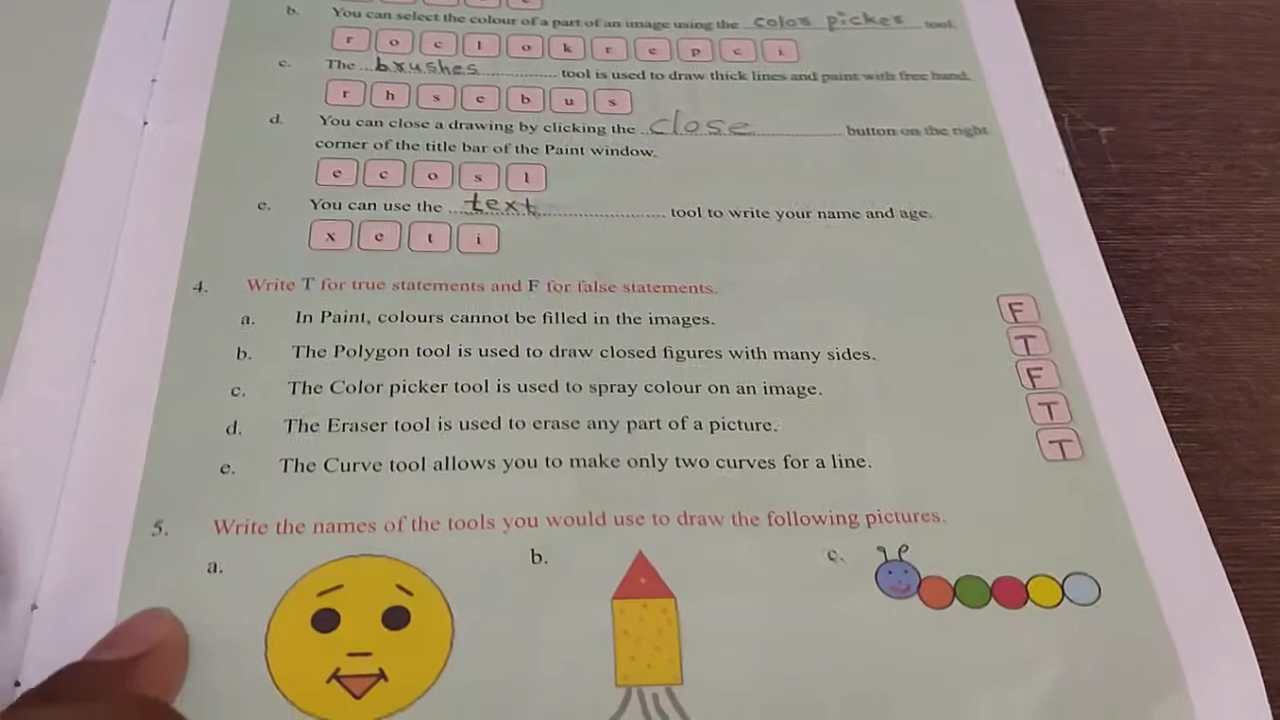 b. You can select the colour of a part of an image using the color picker tool.
r o c l o k r e p c i
c. The ...brushes............... tool is used to draw thick lines and paint with free hand.
r h s e b u s
d. You can close a drawing by clicking the ..close............... button on the right
corner of the title bar of the Paint window.
e c o s l
e. You can use the ...text..................... tool to write your name and age.
x e t i
4. Write T for true statements and F for false statements.
a. In Paint, colours cannot be filled in the images. F
b. The Polygon tool is used to draw closed figures with many sides. T
c. The Color picker tool is used to spray colour on an image. F
d. The Eraser tool is used to erase any part of a picture. T
e. The Curve tool allows you to make only two curves for a line. T
5. Write the names of the tools you would use to draw the following pictures.
a. b. c.